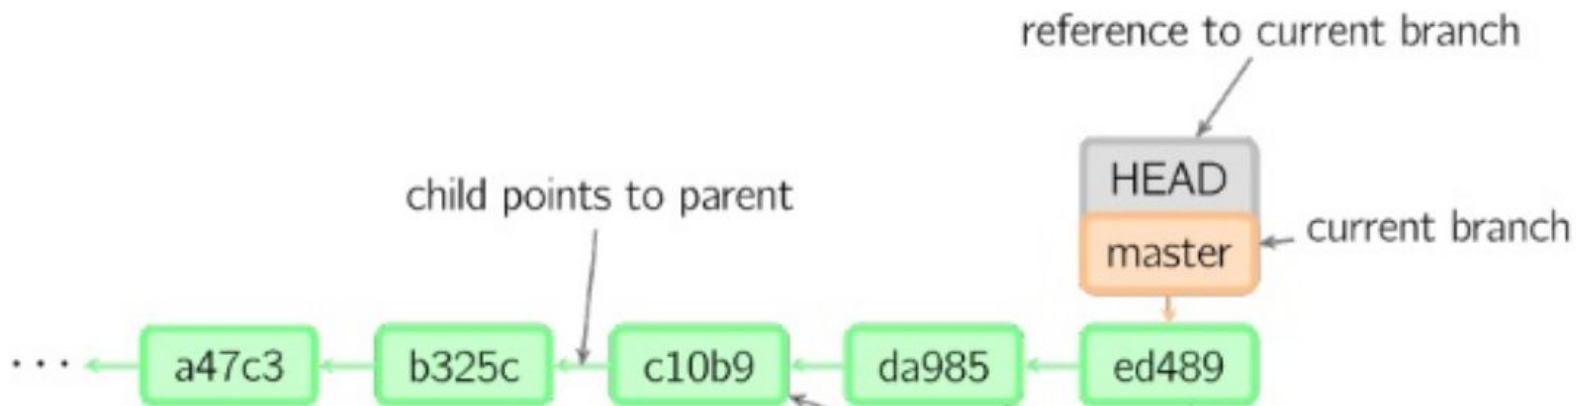 reference to current branch
HEAD
child points to parent
current branch
master
··· a47c3 b325c c10b9 da985 ed489